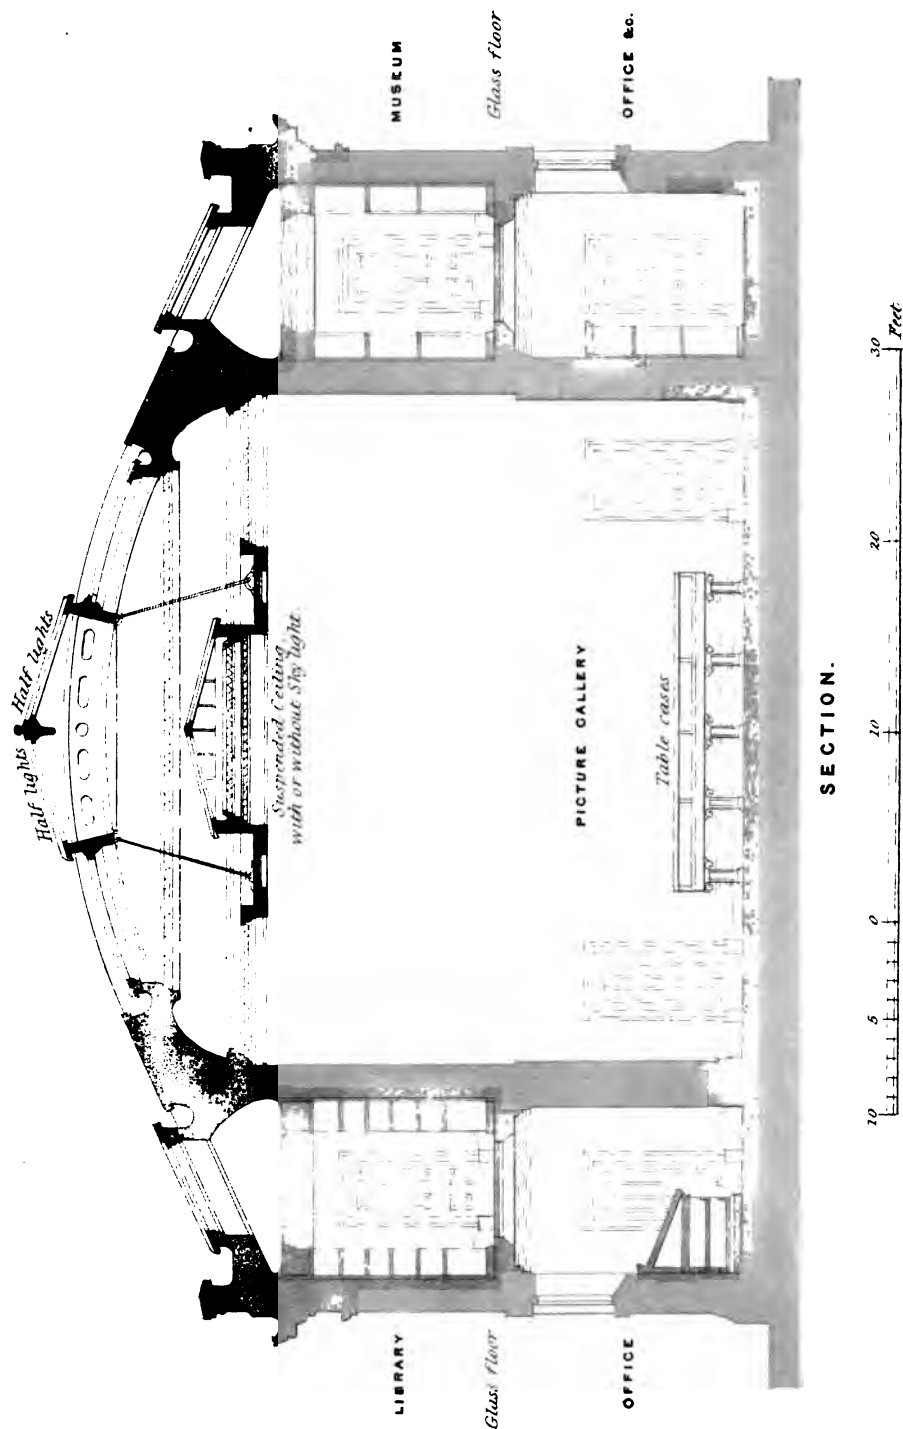 Half lights
Half lights
Suspended Ceiling
with or without Sky light.
LIBRARY
MUSEUM
Glass floor
Glass floor
PICTURE GALLERY
OFFICE
OFFICE &c.
Table cases
SECTION.
10 5 0 10 20 30 Feet